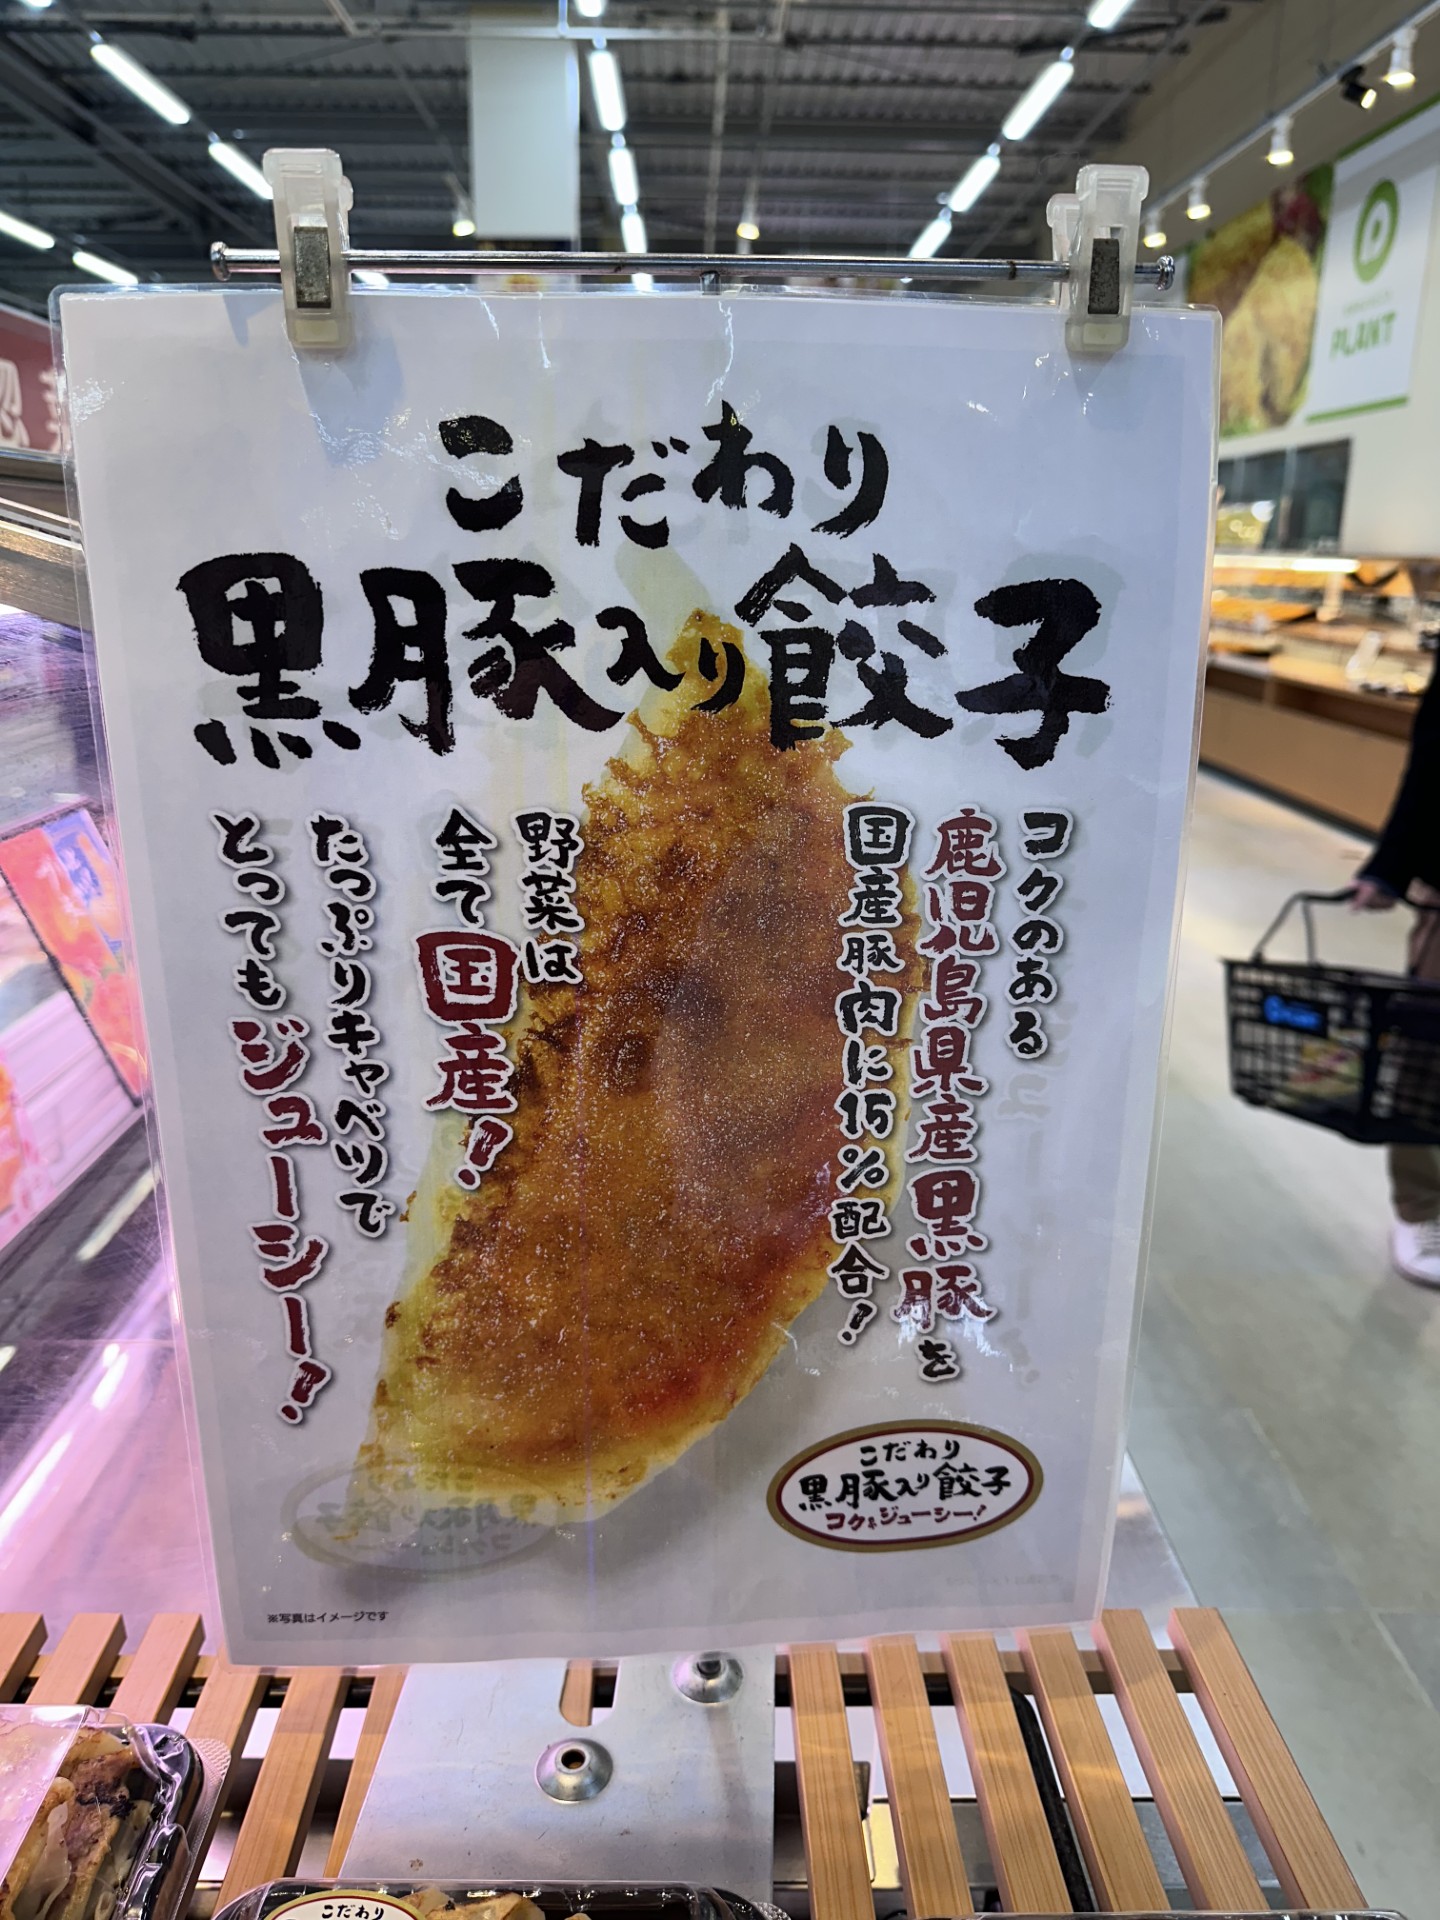 こだわり
黒豚入り餃子
コクのある
鹿児島県産黒豚を
国産豚肉に15%配合!
野菜は
全て国産!
たっぷりキャベツで
とってもジューシー!
こだわり
黒豚入り餃子
コク&ジューシー!
※写真はイメージです
PLANT
惣
こだわり